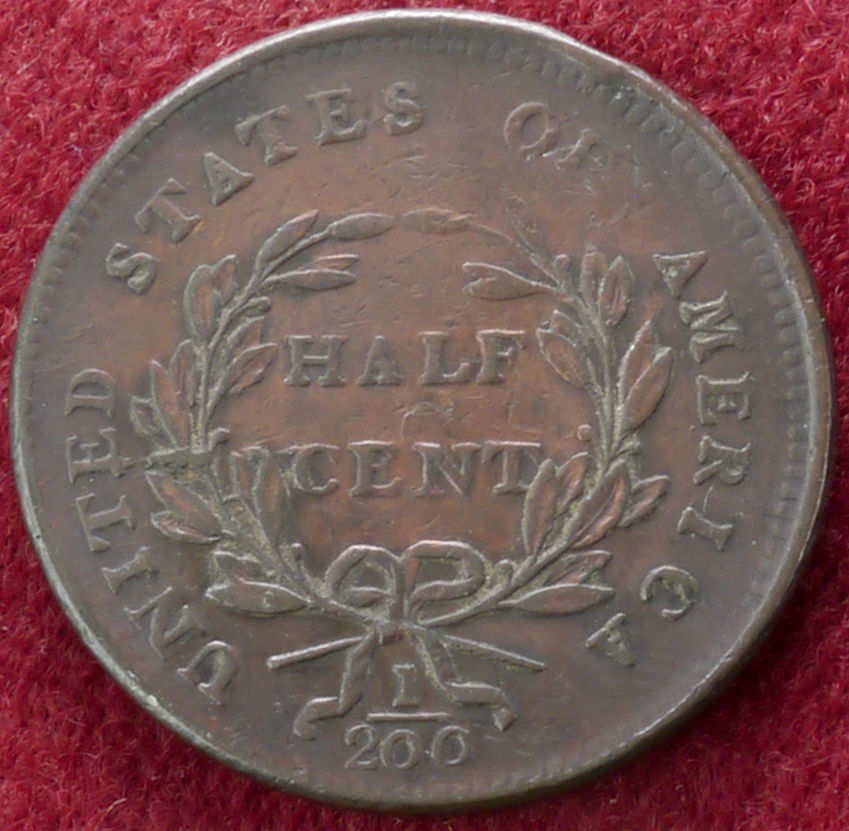 UNITED STATES OF AMERICA
HALF
CENT
1
200